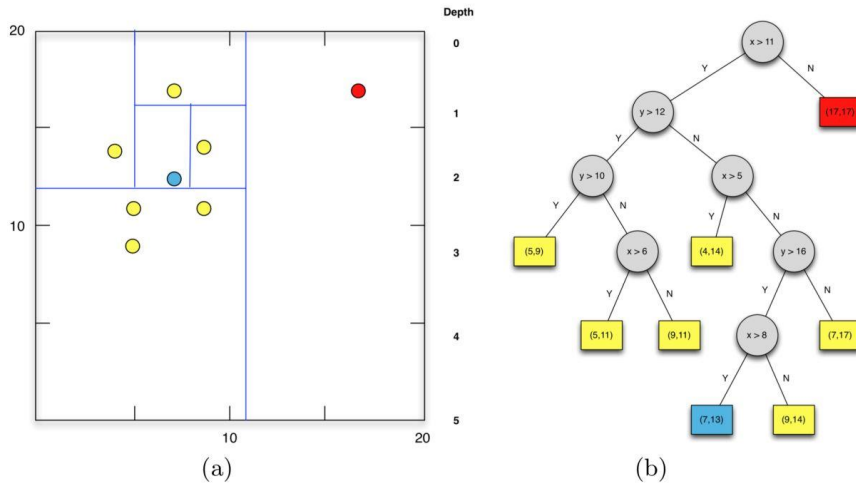 20
10
10
20
(a)
Depth
0
1
2
3
4
5
x > 11
Y
N
y > 12
(17,17)
Y
N
y > 10
x > 5
Y
N
Y
N
(5,9)
x > 6
(4,14)
y > 16
Y
N
Y
N
(5,11)
(9,11)
x > 8
(7,17)
Y
N
(7,13)
(9,14)
(b)